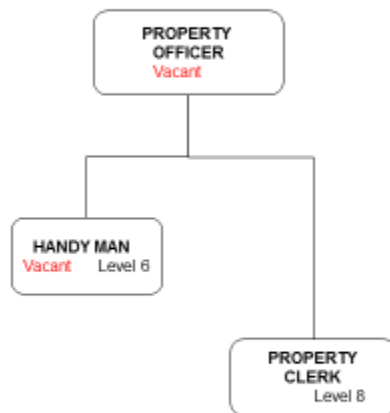 PROPERTY
OFFICER
Vacant
HANDY MAN
Vacant Level 6
PROPERTY
CLERK
Level 8